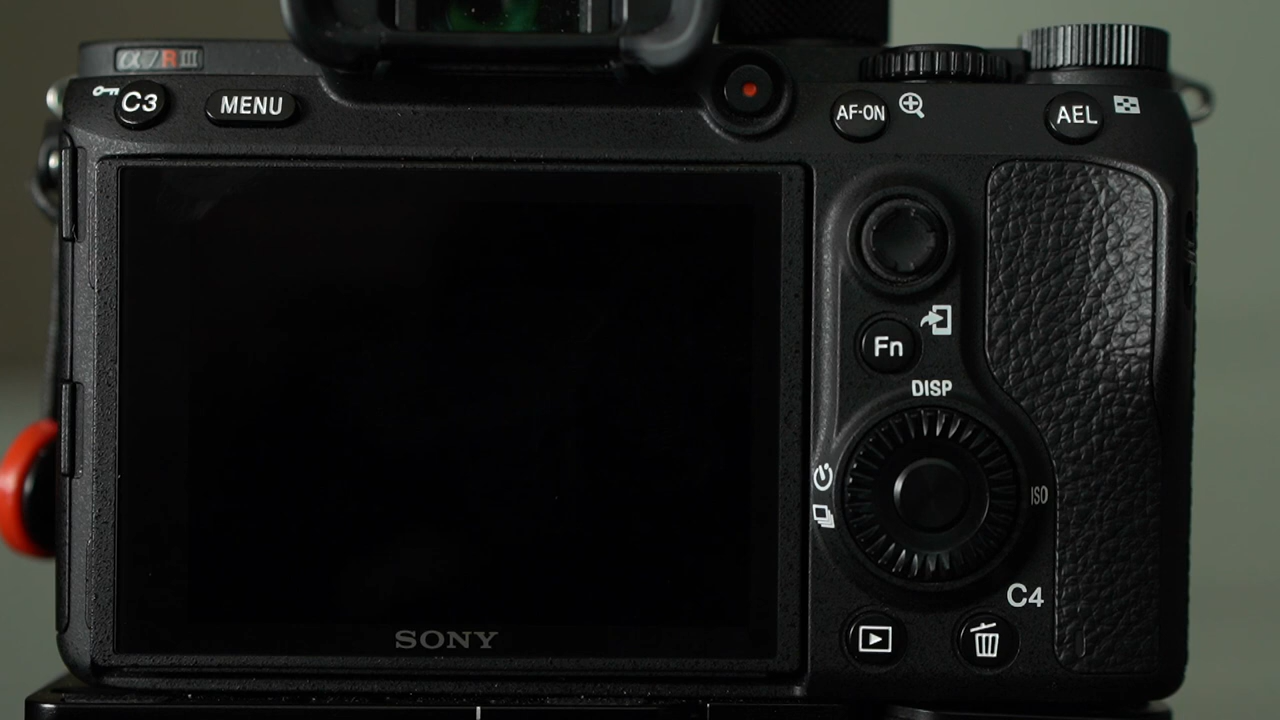 α7RIII
C3
MENU
AF-ON
AEL
Fn
DISP
ISO
C4
SONY